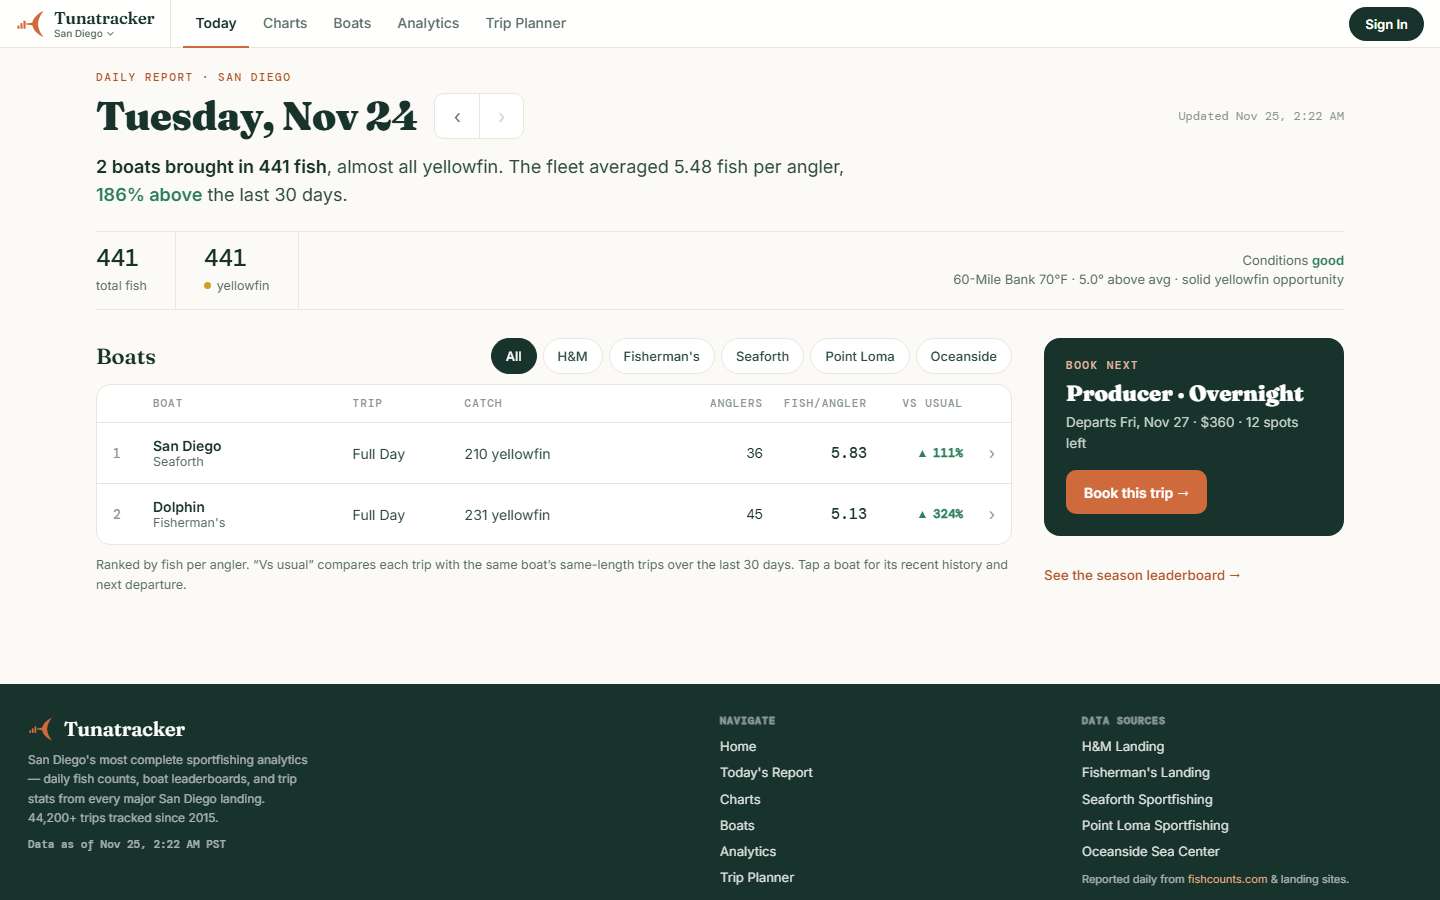 Tunatracker
San Diego
Today
Charts
Boats
Analytics
Trip Planner
Sign In
DAILY REPORT · SAN DIEGO
Tuesday, Nov 24
‹
›
Updated Nov 25, 2:22 AM
2 boats brought in 441 fish, almost all yellowfin. The fleet averaged 5.48 fish per angler,
186% above the last 30 days.
441
total fish
441
yellowfin
Conditions good
60-Mile Bank 70°F · 5.0° above avg · solid yellowfin opportunity
Boats
All
H&M
Fisherman's
Seaforth
Point Loma
Oceanside
BOAT TRIP CATCH ANGLERS FISH/ANGLER VS USUAL
1 San Diego Full Day 210 yellowfin 36 5.83 ▲ 111% ›
Seaforth
2 Dolphin Full Day 231 yellowfin 45 5.13 ▲ 324% ›
Fisherman's
Ranked by fish per angler. “Vs usual” compares each trip with the same boat’s same-length trips over the last 30 days. Tap a boat for its recent history and
next departure.
BOOK NEXT
Producer · Overnight
Departs Fri, Nov 27 · $360 · 12 spots
left
Book this trip →
See the season leaderboard →
Tunatracker
San Diego's most complete sportfishing analytics
— daily fish counts, boat leaderboards, and trip
stats from every major San Diego landing.
44,200+ trips tracked since 2015.
Data as of Nov 25, 2:22 AM PST
NAVIGATE
Home
Today's Report
Charts
Boats
Analytics
Trip Planner
DATA SOURCES
H&M Landing
Fisherman's Landing
Seaforth Sportfishing
Point Loma Sportfishing
Oceanside Sea Center
Reported daily from fishcounts.com & landing sites.